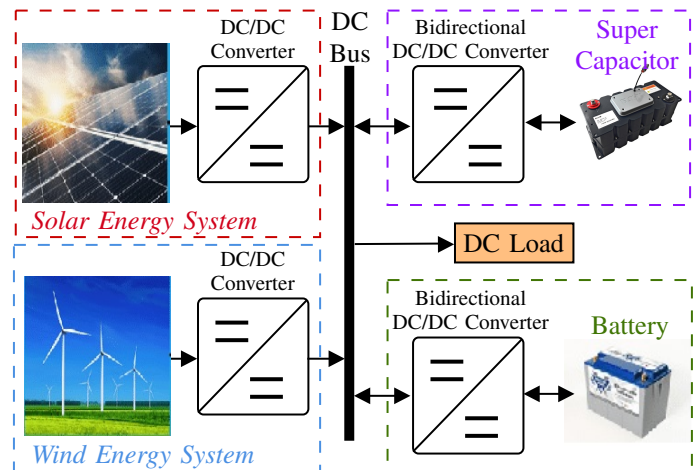 DC/DC
Converter
Solar Energy System
DC
Bus
Bidirectional
DC/DC Converter
Super
Capacitor
DC Load
DC/DC
Converter
Wind Energy System
Bidirectional
DC/DC Converter
Battery